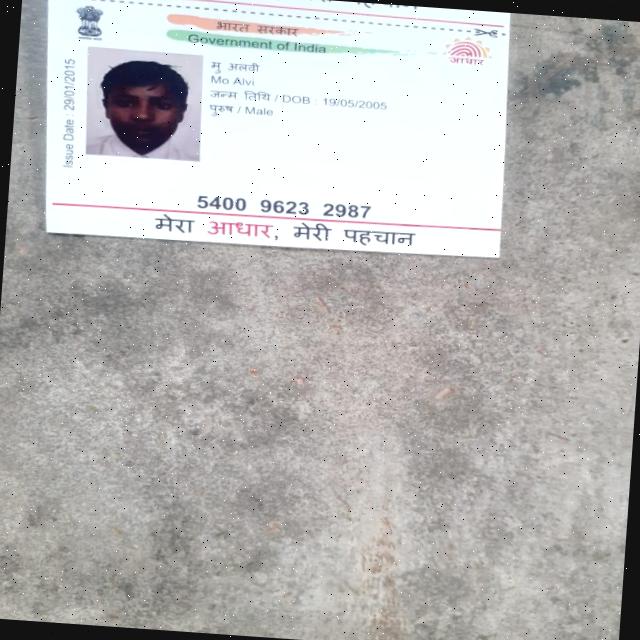 भारत सरकार
Government of India
आधार
Issue Date : 29/01/2015
मु अलवी
Mo Alvi
जन्म तिथि / DOB : 19/05/2005
पुरुष / Male
5400 9623 2987
मेरा आधार, मेरी पहचान